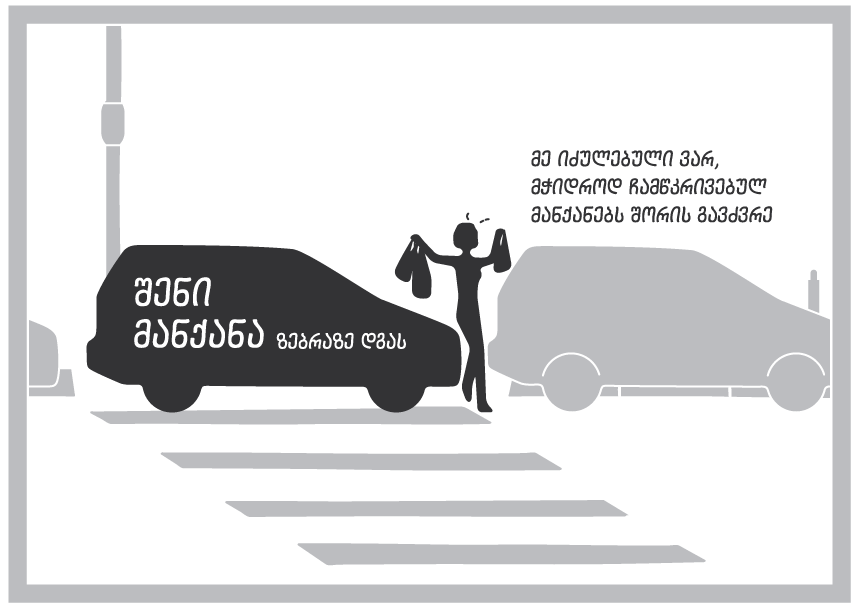 მე იძულებული ვარ,
მჭიდროდ ჩამწკრივებულ
მანქანებს შორის გავძვრე
შენი
მანქანა ზებრაზე დგას